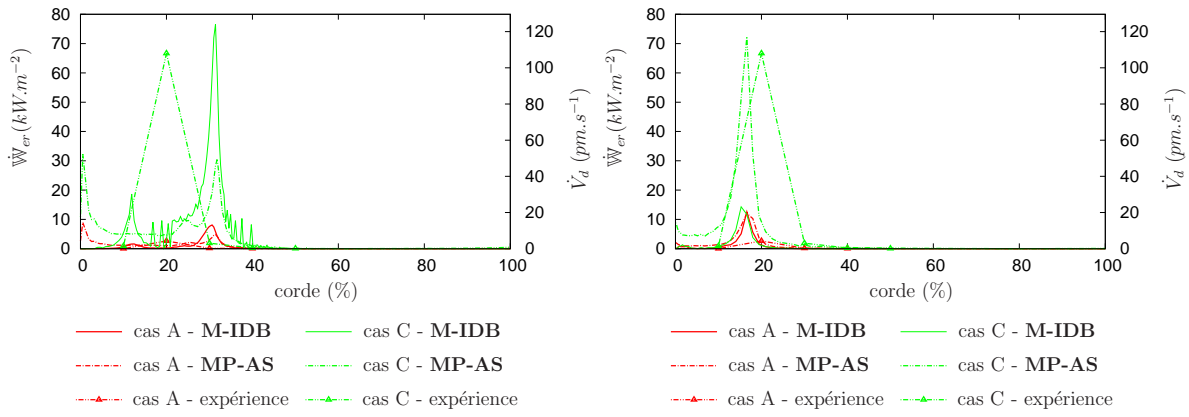 80
70
60
50
40
30
20
10
0
Ẇer(kW.m−2)
120
100
80
60
40
20
0
V̇d (pm.s−1)
0 20 40 60 80 100
corde (%)
cas A - M-IDB
cas C - M-IDB
cas A - MP-AS
cas C - MP-AS
cas A - expérience
cas C - expérience
80
70
60
50
40
30
20
10
0
Ẇer(kW.m−2)
120
100
80
60
40
20
0
V̇d (pm.s−1)
0 20 40 60 80 100
corde (%)
cas A - M-IDB
cas C - M-IDB
cas A - MP-AS
cas C - MP-AS
cas A - expérience
cas C - expérience